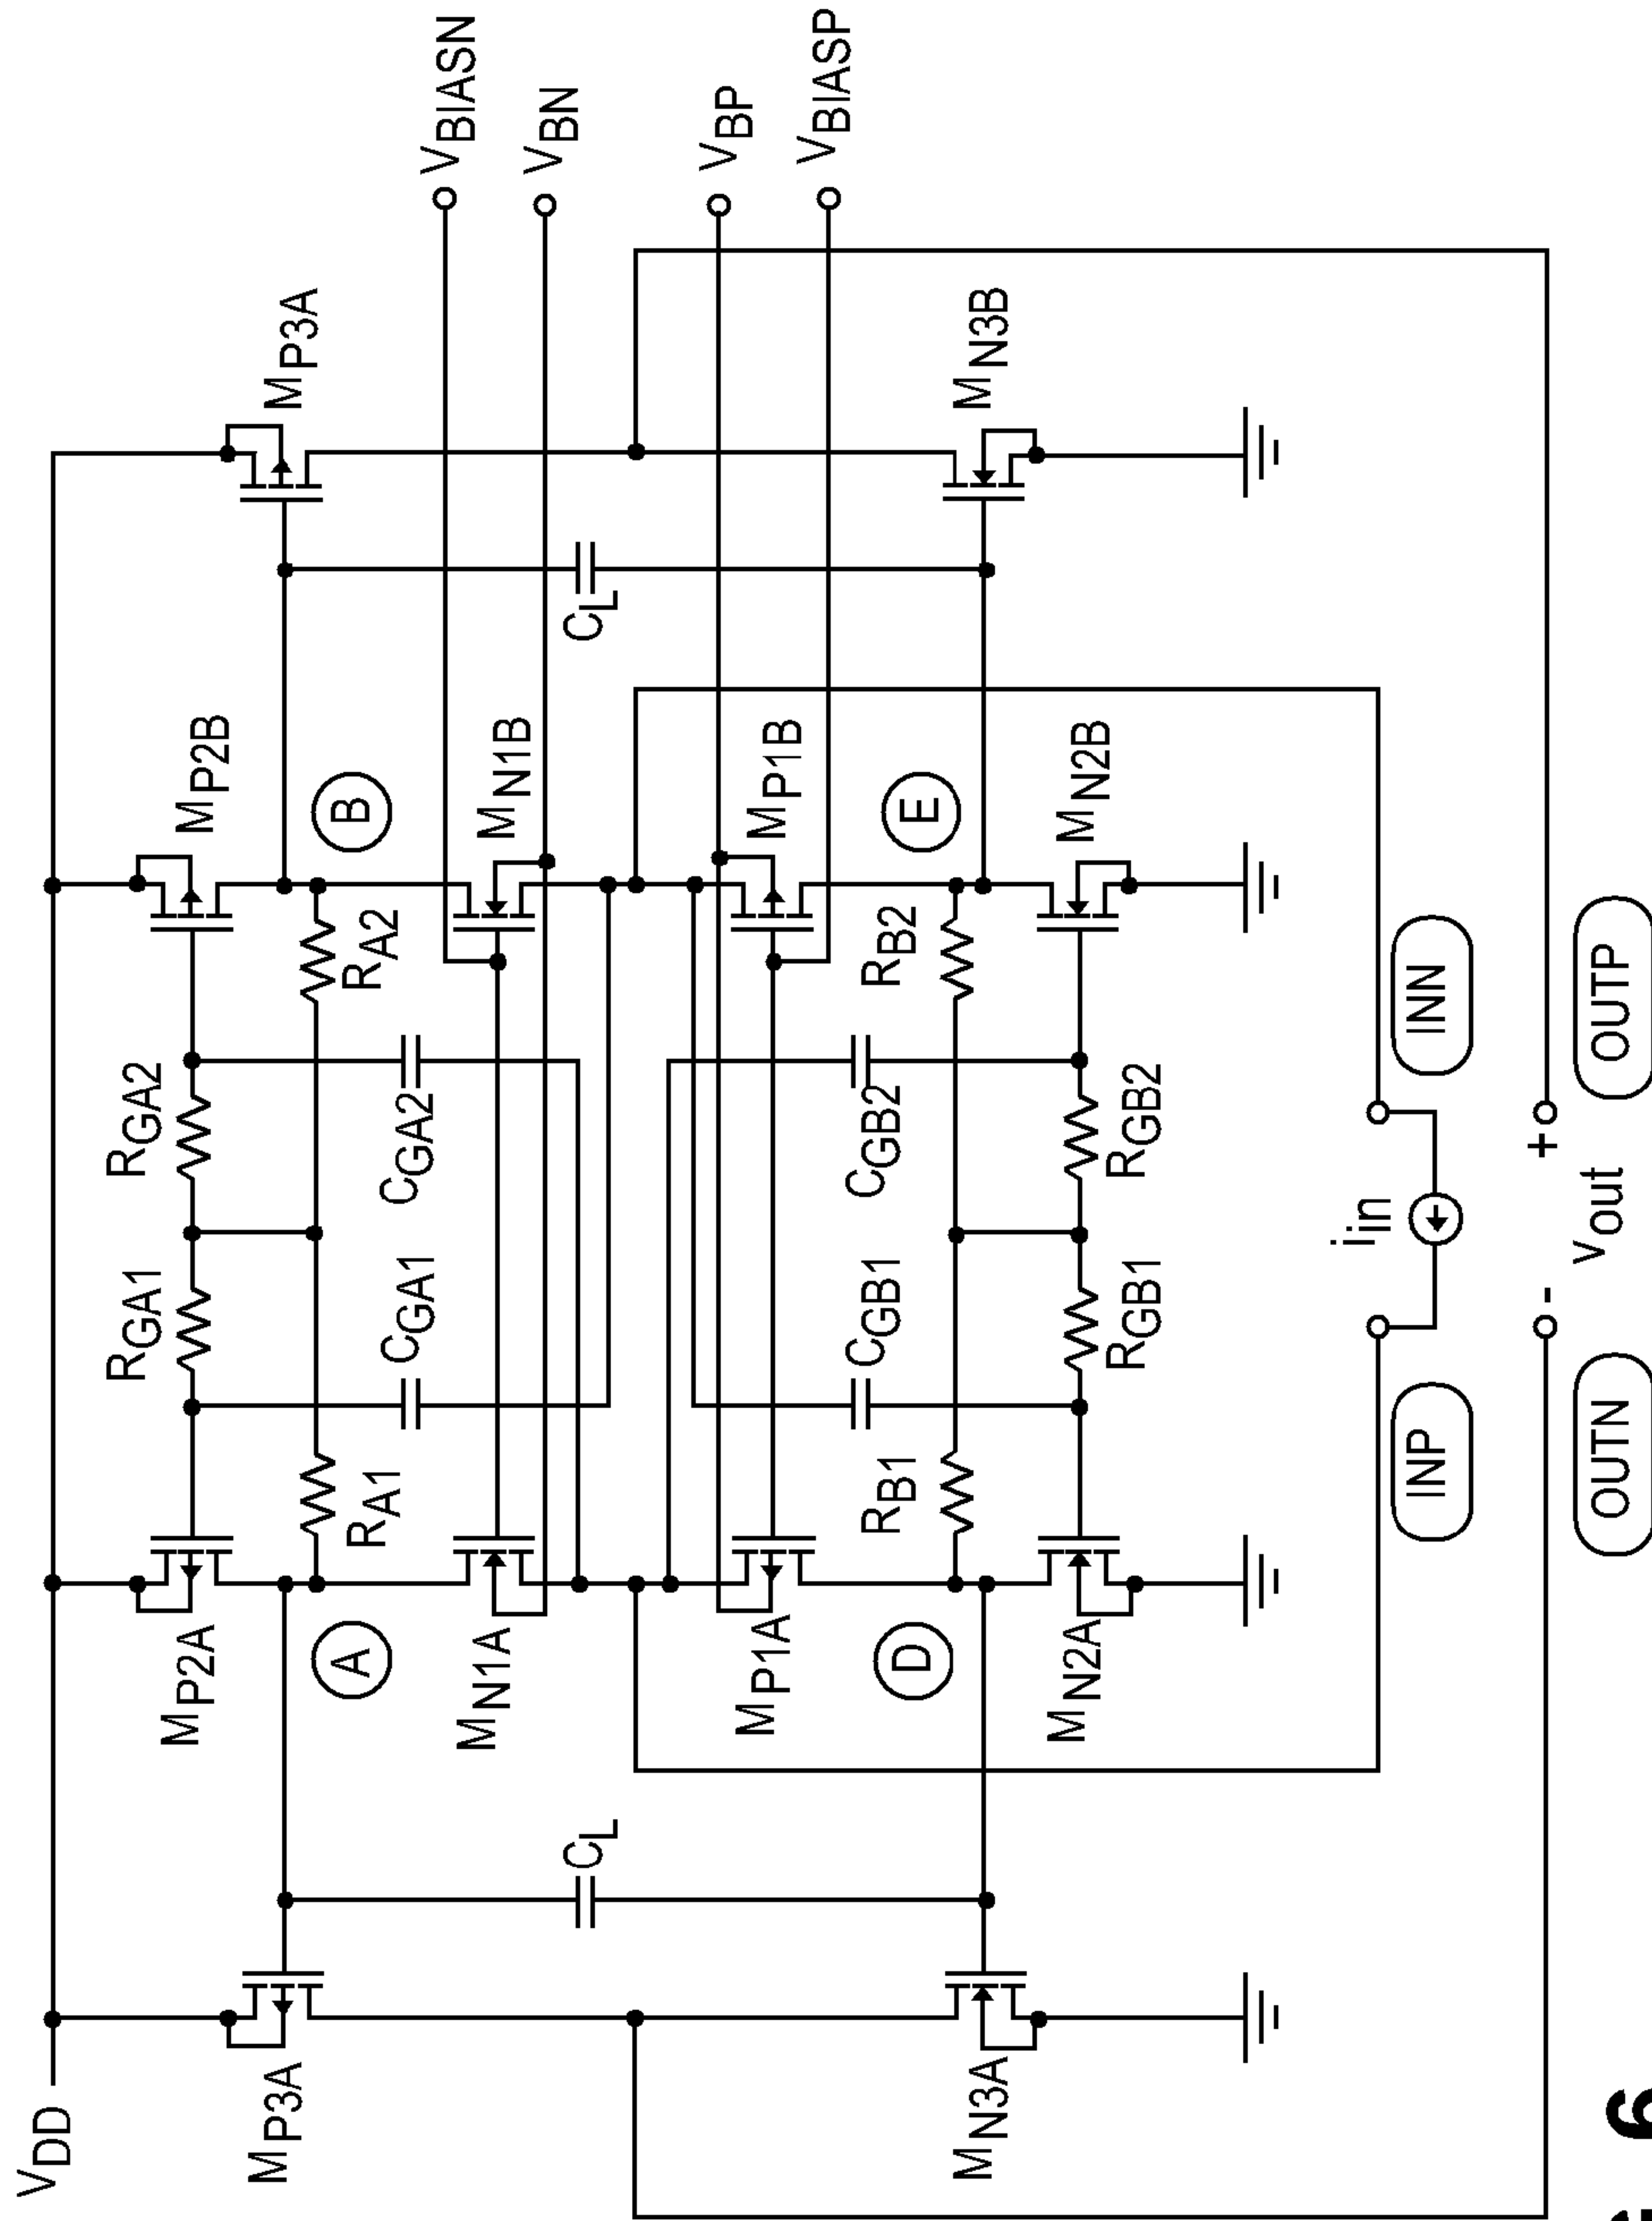 VDD
MP3A
MP2A
RGA1
RGA2
MP2B
MP3A
A
RA1
RA2
B
CGA1
CGA2
VBIASN
MN1A
MN1B
VBN
CL
CL
VBP
MP1A
MP1B
VBIASP
CGB1
CGB2
D
RB1
RB2
E
MN3A
MN3B
MN2A
RGB1
RGB2
MN2B
iin
INP
INN
- vout +
OUTN
OUTP